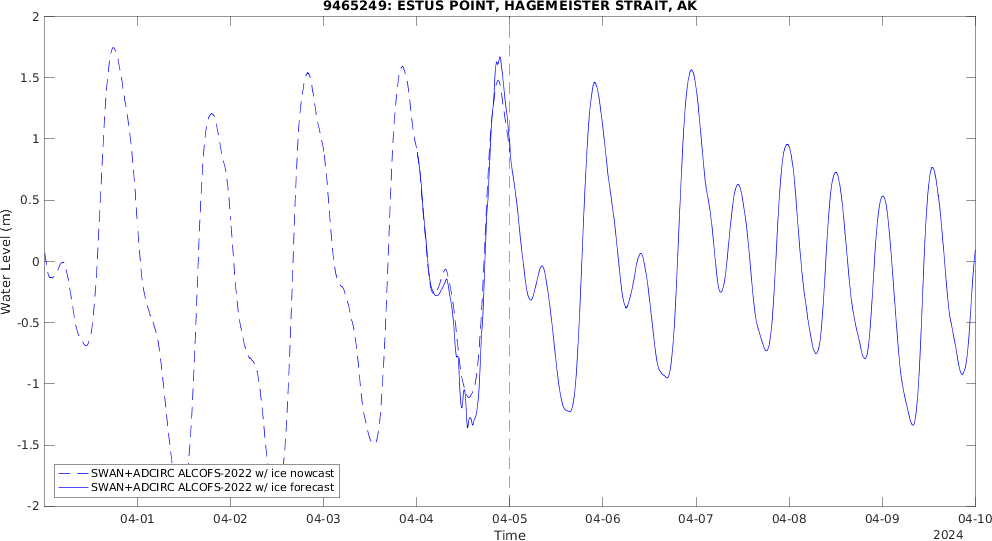 9465249: ESTUS POINT, HAGEMEISTER STRAIT, AK
2
1.5
1
0.5
0
-0.5
-1
-1.5
-2
Water Level (m)
SWAN+ADCIRC ALCOFS-2022 w/ ice nowcast
SWAN+ADCIRC ALCOFS-2022 w/ ice forecast
04-01 04-02 04-03 04-04 04-05 04-06 04-07 04-08 04-09 04-10
Time
2024